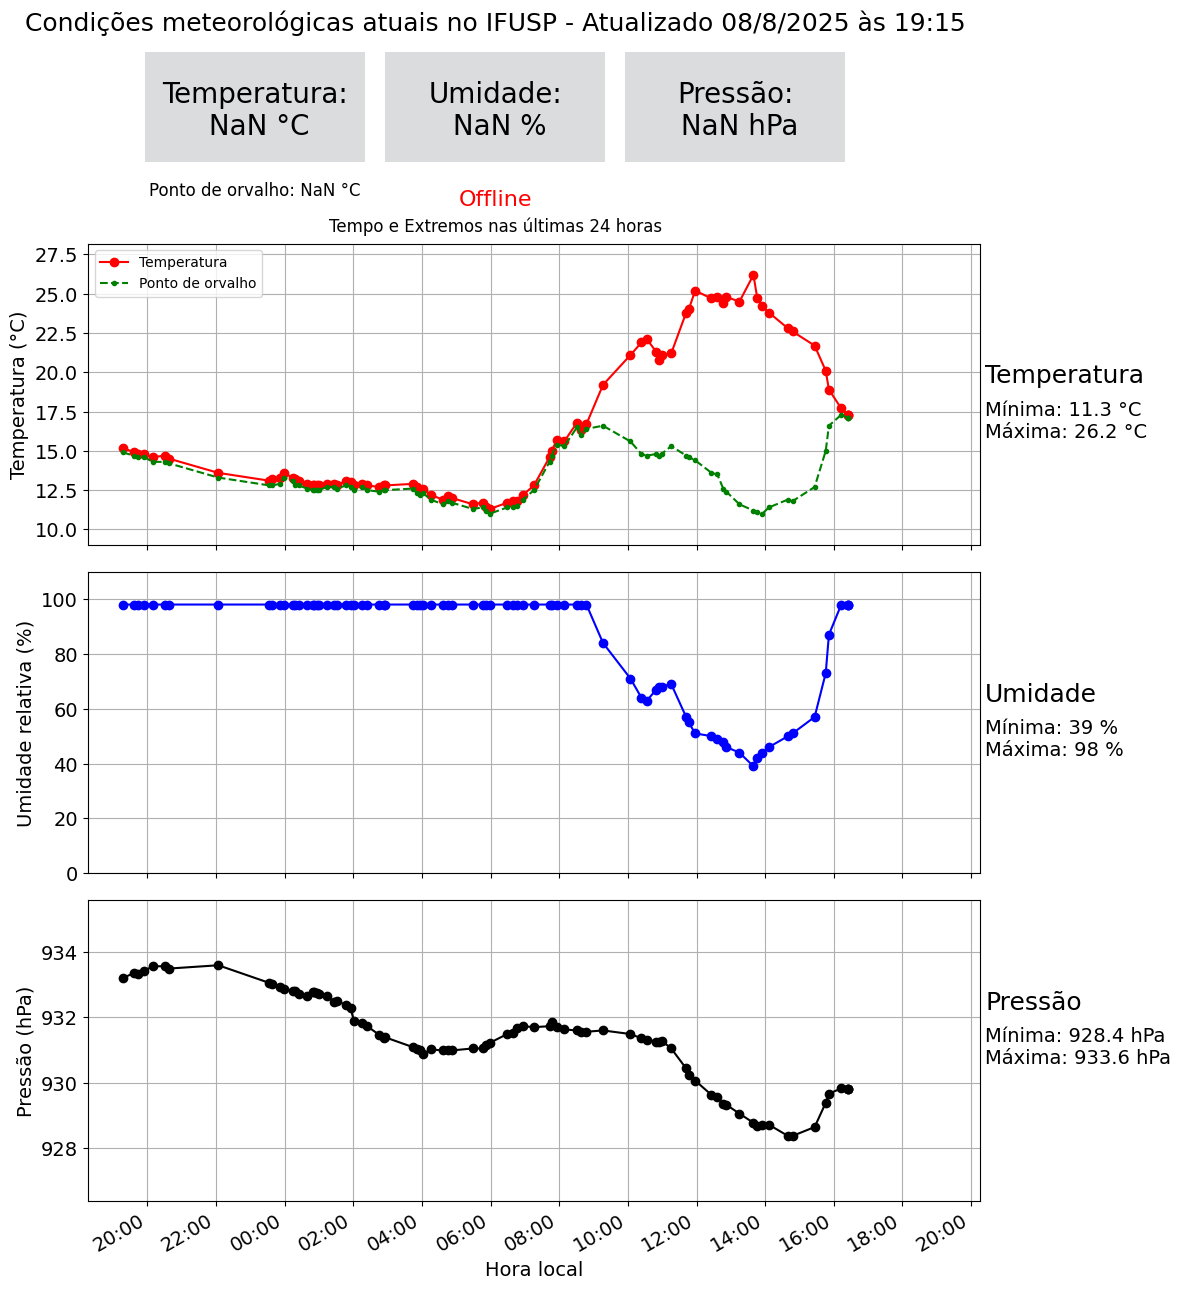 Condições meteorológicas atuais no IFUSP - Atualizado 08/8/2025 às 19:15
Temperatura:
NaN °C
Umidade:
NaN %
Pressão:
NaN hPa
Ponto de orvalho: NaN °C
Offline
Tempo e Extremos nas últimas 24 horas
Temperatura
Ponto de orvalho
Temperatura (°C)
27.5
25.0
22.5
20.0
17.5
15.0
12.5
10.0
Temperatura
Mínima: 11.3 °C
Máxima: 26.2 °C
Umidade relativa (%)
100
80
60
40
20
0
Umidade
Mínima: 39 %
Máxima: 98 %
Pressão (hPa)
934
932
930
928
Pressão
Mínima: 928.4 hPa
Máxima: 933.6 hPa
20:00 22:00 00:00 02:00 04:00 06:00 08:00 10:00 12:00 14:00 16:00 18:00 20:00
Hora local